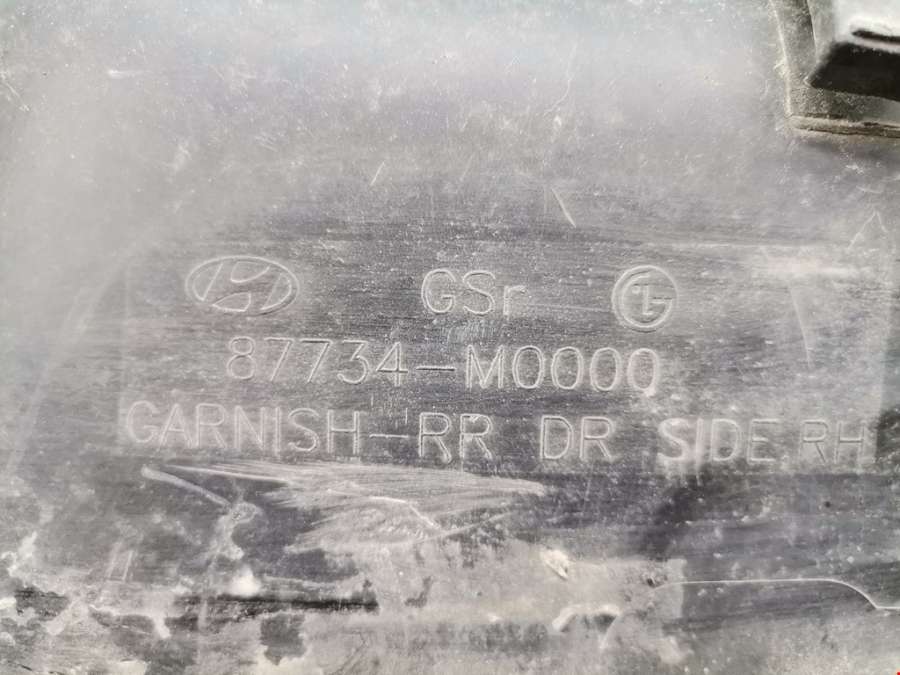 GSr
87734-M0000
GARNISH-RR DR SIDE,RH